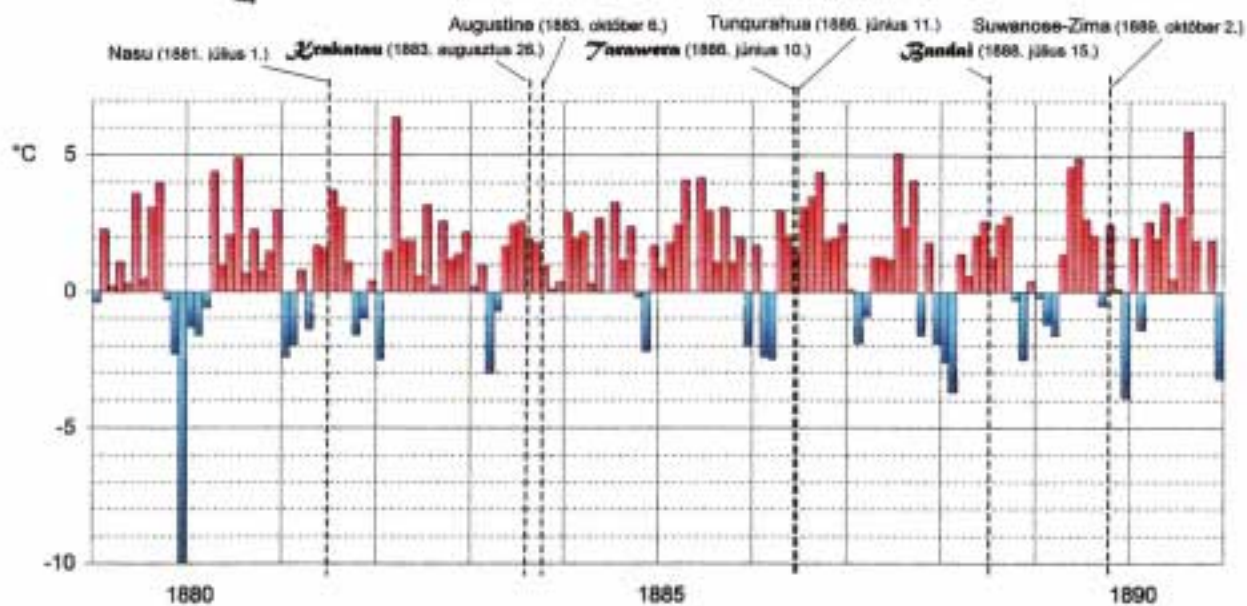 Augustine (1883. október 6.)
Tungurahua (1886. június 11.)
Suwanose-Zima (1889. október 2.)
Nasu (1881. július 1.)
Krakatau (1883. augusztus 26.)
Tarawera (1886. június 10.)
Bandai (1888. július 15.)
°C
5
0
-5
-10
1880
1885
1890